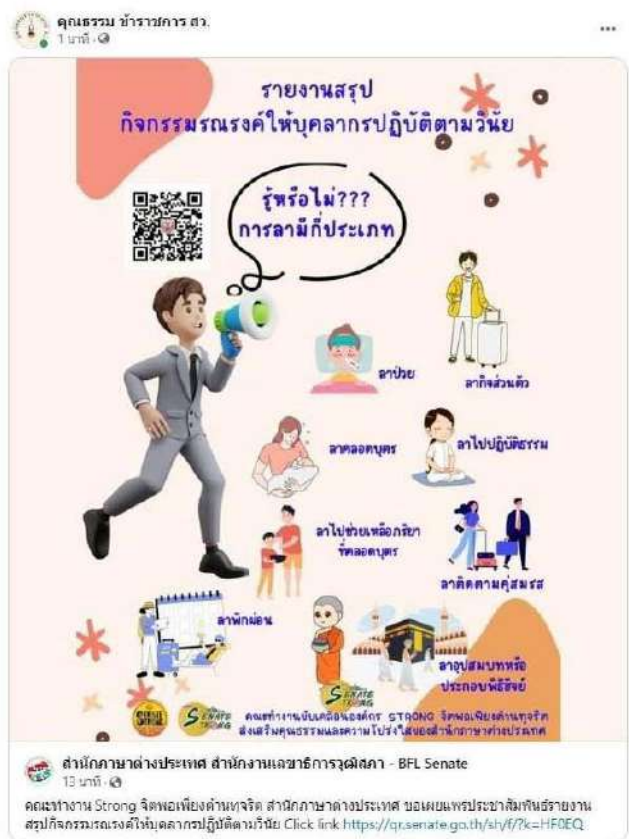 คุณธรรม ข้าราชการ สว.
1 นาที
รายงานสรุป
กิจกรรมรณรงค์ให้บุคลากรปฏิบัติตามวินัย
รู้หรือไม่???
การลามีกี่ประเภท
ลาป่วย
ลากิจส่วนตัว
ลาคลอดบุตร
ลาไปปฏิบัติธรรม
ลาไปช่วยเหลือภริยา
ที่คลอดบุตร
ลาติดตามคู่สมรส
ลาพักผ่อน
ลาอุปสมบทหรือ
ประกอบพิธีฮัจย์
SENATE
STRONG
คณะทำงานขับเคลื่อนองค์กร STRONG จิตพอเพียงต้านทุจริต
ส่งเสริมคุณธรรมและความโปร่งใสของสำนักภาษาต่างประเทศ
สำนักภาษาต่างประเทศ สำนักงานเลขาธิการวุฒิสภา - BFL Senate
13 นาที
คณะทำงาน Strong จิตพอเพียงต้านทุจริต สำนักภาษาต่างประเทศ ขอเผยแพร่ประชาสัมพันธ์รายงาน
สรุปกิจกรรมรณรงค์ให้บุคลากรปฏิบัติตามวินัย Click link https://qr.senate.go.th/sh/f/?k=HF0EQ